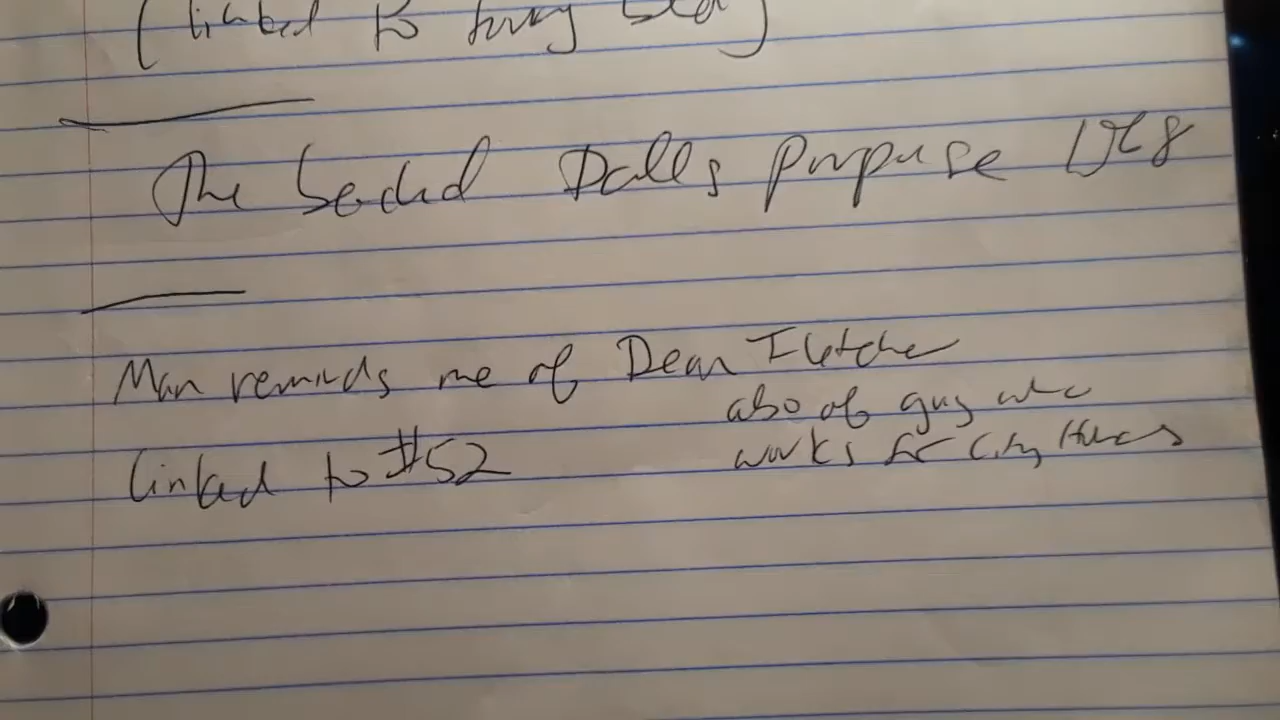 (linked to
The Dalls purpose
Man reminds me of Dean Fletcher
also of guy who
works for City
linked to #52